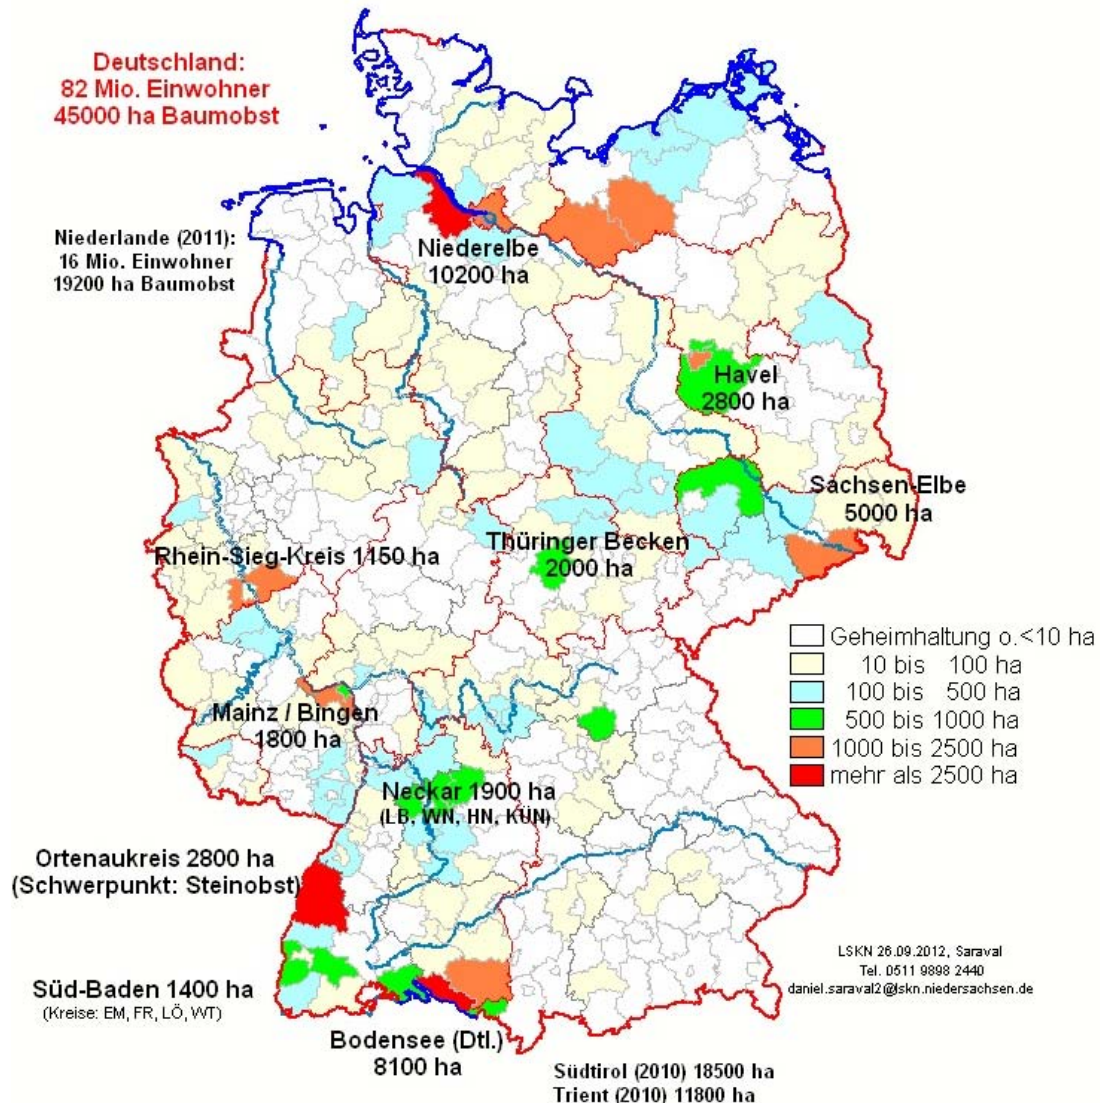 Deutschland:
82 Mio. Einwohner
45000 ha Baumobst
Niederlande (2011):
16 Mio. Einwohner
19200 ha Baumobst
Niederelbe
10200 ha
Havel
2800 ha
Sachsen-Elbe
5000 ha
Thüringer Becken
2000 ha
Rhein-Sieg-Kreis 1150 ha
Geheimhaltung o.<10 ha
10 bis 100 ha
100 bis 500 ha
500 bis 1000 ha
1000 bis 2500 ha
mehr als 2500 ha
Mainz / Bingen
1800 ha
Neckar 1900 ha
(LB, WN, HN, KÜN)
Ortenaukreis 2800 ha
(Schwerpunkt: Steinobst)
Süd-Baden 1400 ha
(Kreise: EM, FR, LÖ, WT)
Bodensee (Dtl.)
8100 ha
LSKN 26.09.2012, Saraval
Tel. 0511 9898 2440
daniel.saraval2@lskn.niedersachsen.de
Südtirol (2010) 18500 ha
Trient (2010) 11800 ha